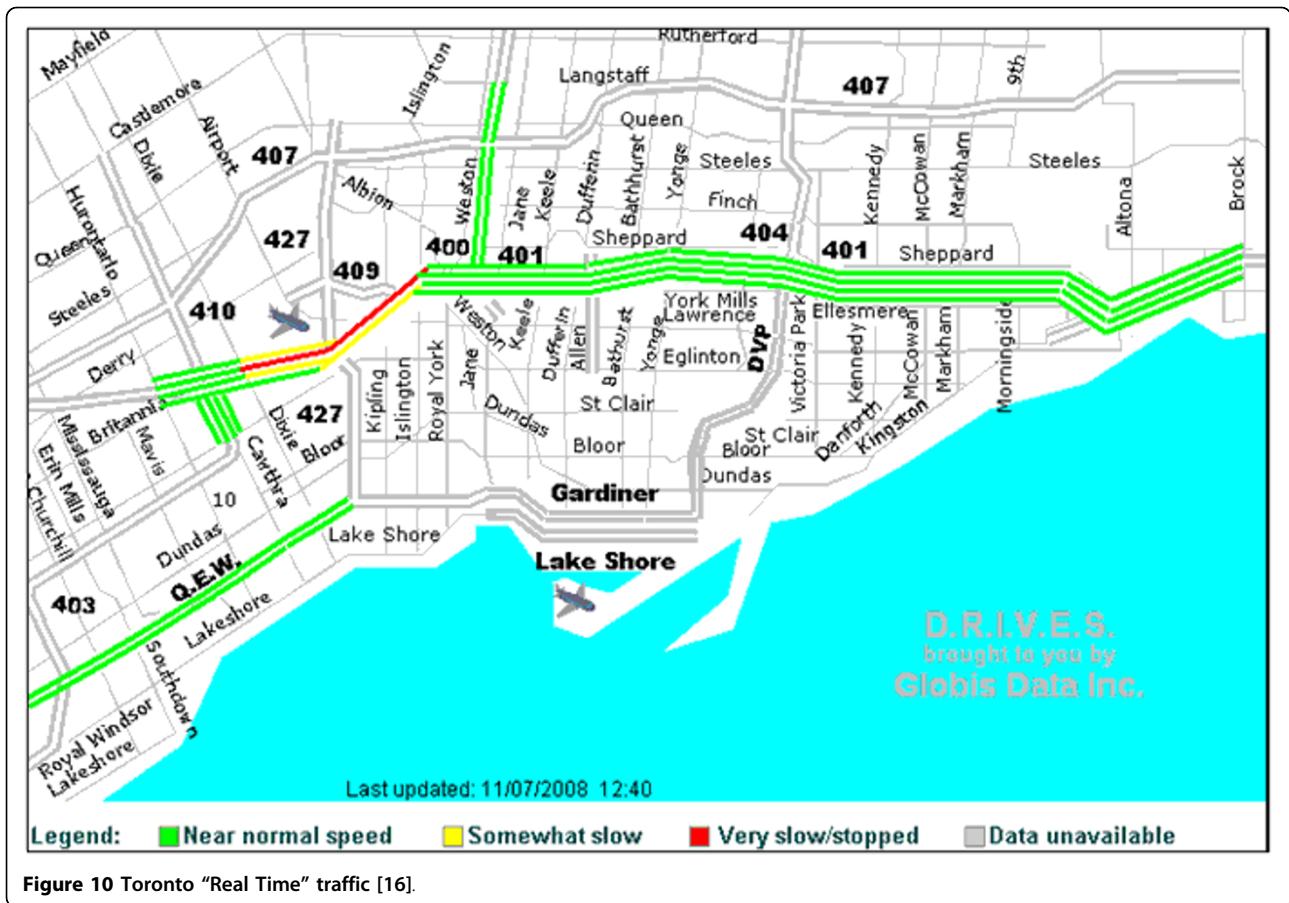 Rutherford
Mayfield
Islington
Langstaff
407
9th
Castlemore
Airport
Dixie
Queen
407
Steeles
Steeles
Kennedy
McCowan
Markham
Brock
Albion
Weston
Jane
Keele
Dufferin
Bathhurst
Yonge
Finch
Altona
Hurontario
Queen
427
400
401
Sheppard
404
401
Sheppard
409
Steeles
410
York Mills
Lawrence
Ellesmere
Weston
Keele
Dufferin
Allen
Bathurst
Yonge
Eglinton
DVP
Victoria Park
Kennedy
McCowan
Markham
Morningside
Derry
Britannia
Mavis
Mississauga
Erin Mills
Churchill
Dixie
Bloor
427
Kipling
Islington
Royal York
Jane
Dundas
St Clair
Bloor
St Clair
Bloor
Dundas
Danforth
Kingston
Cawthra
10
Gardiner
Dundas
Lake Shore
Lake Shore
Q.E.W.
Lakeshore
403
Southdown
Royal Windsor
Lakeshore
D.R.I.V.E.S.
brought to you by
Globis Data Inc.
Last updated: 11/07/2008 12:40
Legend: Near normal speed Somewhat slow Very slow/stopped Data unavailable
Figure 10 Toronto “Real Time” traffic [16].